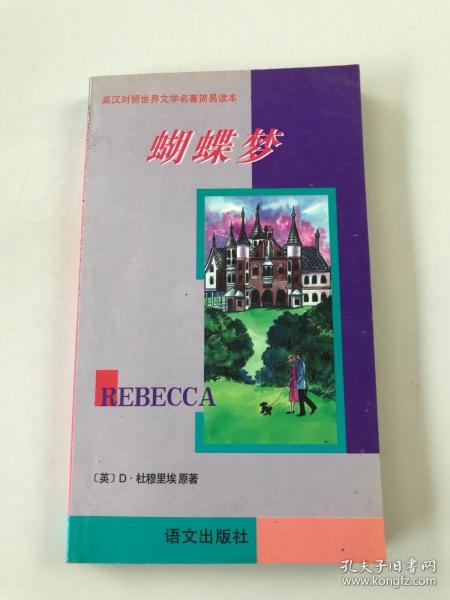 英汉对照世界文学名著简易读本
蝴蝶梦
REBECCA
〔英〕D·杜穆里埃原著
语文出版社
孔夫子旧书网
www.kongfz.com